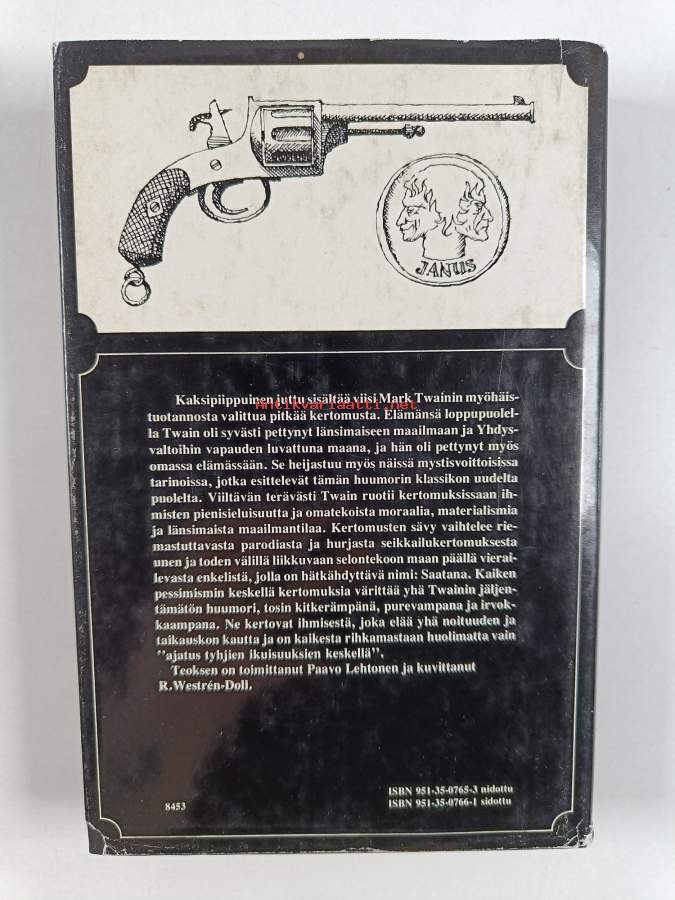 JANUS
Kaksipiippuinen juttu sisältää viisi Mark Twainin myöhäis-
antikvariaatti.net
tuotannosta valittua pitkää kertomusta. Elämänsä loppupuolel-
la Twain oli syvästi pettynyt länsimaiseen maailmaan ja Yhdys-
valtoihin vapauden luvattuna maana, ja hän oli pettynyt myös
omassa elämässään. Se heijastuu myös näissä mystisvoittoisissa
tarinoissa, jotka esittelevät tämän huumorin klassikon uudelta
puolelta. Viiltävän terävästi Twain ruotii kertomuksissaan ih-
misten pienisieluisuutta ja omatekoista moraalia, materialismia
ja länsimaista maailmantilaa. Kertomusten sävy vaihtelee rie-
mastuttavasta parodiasta ja hurjasta seikkailukertomuksesta
unen ja toden välillä liikkuvaan selontekoon maan päällä vierai-
levasta enkelistä, jolla on hätkähdyttävä nimi: Saatana. Kaiken
pessimismin keskellä kertomuksia värittää yhä Twainin jäljen-
tämätön huumori, tosin kitkerämpänä, purevampana ja irvok-
kaampana. Ne kertovat ihmisestä, joka elää yhä noituuden ja
taikauskon kautta ja on kaikesta rihkamastaan huolimatta vain
"ajatus tyhjien ikuisuuksien keskellä",
Teoksen on toimittanut Paavo Lehtonen ja kuvittanut
R.Westrén-Doll.
ISBN 951-35-0765-3 nidottu
8453 ISBN 951-35-0766-1 sidottu